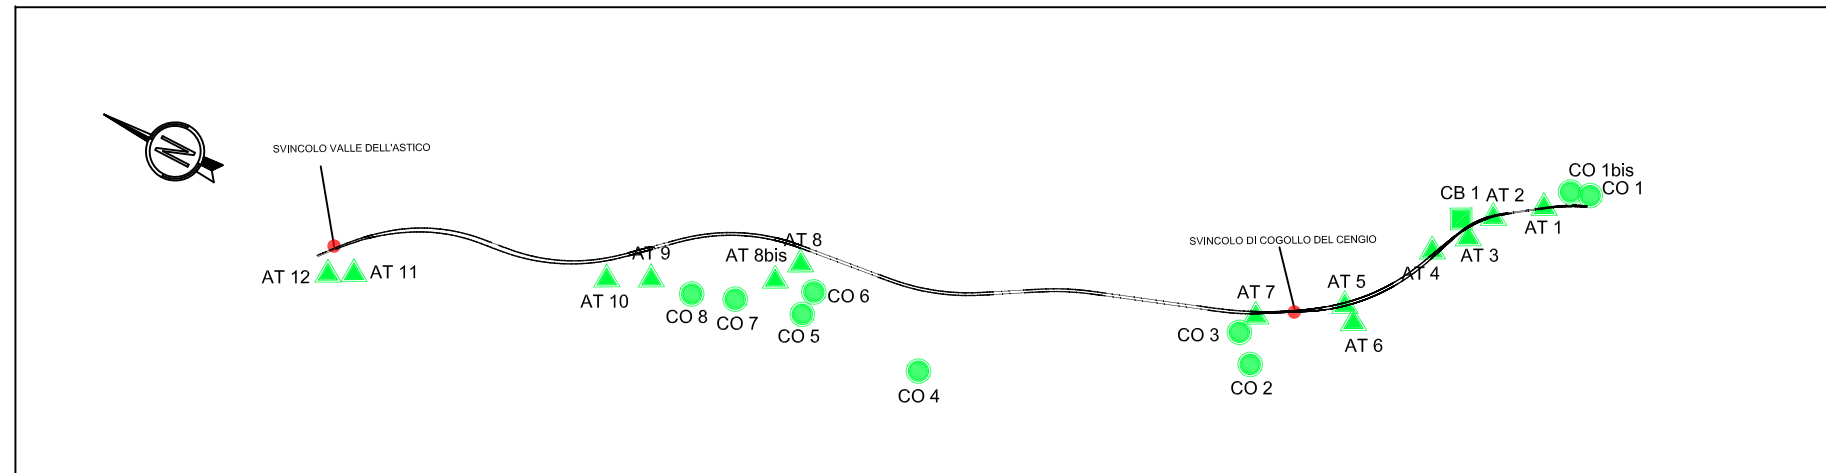 N
SVINCOLO VALLE DELL'ASTICO
CO 1bis
CO 1
CB 1
AT 2
AT 1
SVINCOLO DI COGOLLO DEL CENGIO
AT 3
AT 4
AT 8
AT 9
AT 8bis
AT 12
AT 11
AT 10
CO 8
CO 7
CO 6
CO 5
AT 7
AT 5
CO 3
AT 6
CO 2
CO 4